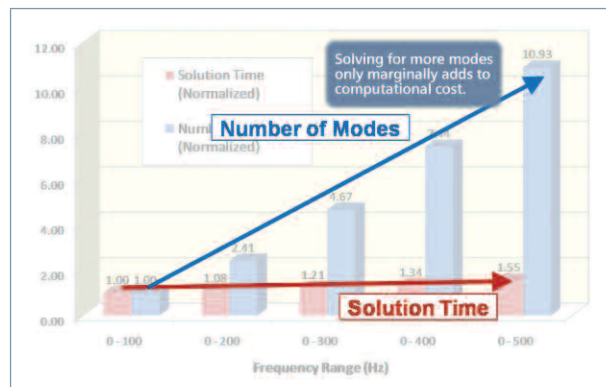 12.00
10.00
8.00
6.00
4.00
2.00
0.00
Solution Time
(Normalized)
(Normalized)
Solving for more modes
only marginally adds to
computational cost.
Number of Modes
Solution Time
1.00 1.00
1.08 2.41
1.21 4.67
1.34
1.55 10.93
0-100 0-200 0-300 0-400 0-500
Frequency Range (Hz)